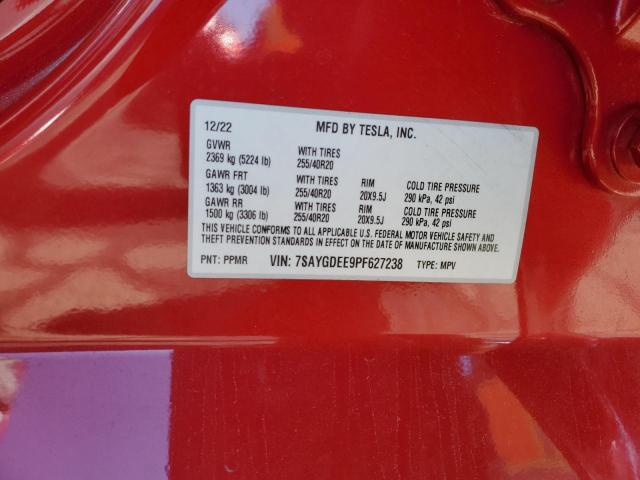 12/22 MFD BY TESLA, INC.
GVWR WITH TIRES
2369 kg (5224 lb) 255/40R20
GAWR FRT WITH TIRES RIM COLD TIRE PRESSURE
1363 kg (3004 lb) 255/40R20 20X9.5J 290 kPa, 42 psi
GAWR RR WITH TIRES RIM COLD TIRE PRESSURE
1500 kg (3306 lb) 255/40R20 20X9.5J 290 kPa, 42 psi
THIS VEHICLE CONFORMS TO ALL APPLICABLE U.S. FEDERAL MOTOR VEHICLE SAFETY AND
THEFT PREVENTION STANDARDS IN EFFECT ON THE DATE OF MANUFACTURE SHOWN ABOVE.
PNT: PPMR VIN: 7SAYGDEE9PF627238 TYPE: MPV